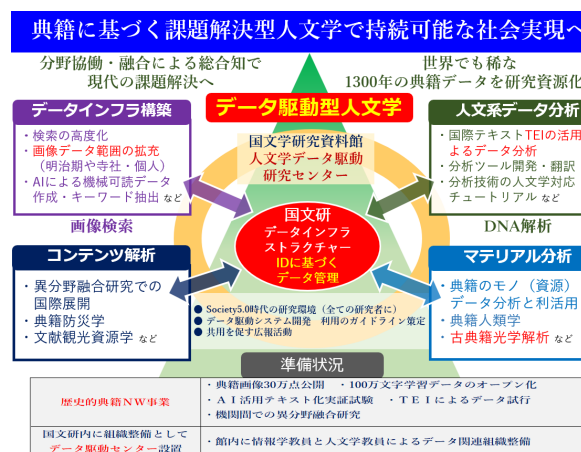 典籍に基づく課題解決型人文学で持続可能な社会実現へ
分野協働・融合による総合知で
現代の課題解決へ
世界でも稀な
1300年の典籍データを研究資源化
データ駆動型人文学
データインフラ構築
・検索の高度化
・画像データ範囲の拡充
（明治期や寺社・個人）
・AIによる機械可読データ
作成・キーワード抽出 など
人文系データ分析
・国際テキストTEIの活用
よるデータ分析
・分析ツール開発・翻訳
・分析技術の人文学対応
チュートリアル など
国文学研究資料館
人文学データ駆動
研究センター
画像検索
DNA解析
国文研
データインフラ
ストラクチャー
IDに基づく
データ管理
コンテンツ解析
・異分野融合研究での
国際展開
・典籍防災学
・文献観光資源学 など
マテリアル分析
・典籍のモノ（資源）
データ分析と利活用
・典籍人類学
・古典籍光学解析 など
● Society5.0時代の研究環境（全ての研究者に）
● データ駆動システム開発 利用のガイドライン策定
● 共用を促す広報活動
準備状況
歴史的典籍NW事業
・典籍画像30万点公開 ・100万文字学習データのオープン化
・ＡＩ活用テキスト化実証試験 ・ＴＥＩによるデータ試行
・機関間での異分野融合研究
国文研内に組織整備として
データ駆動センター設置
・館内に情報学教員と人文学教員によるデータ関連組織整備